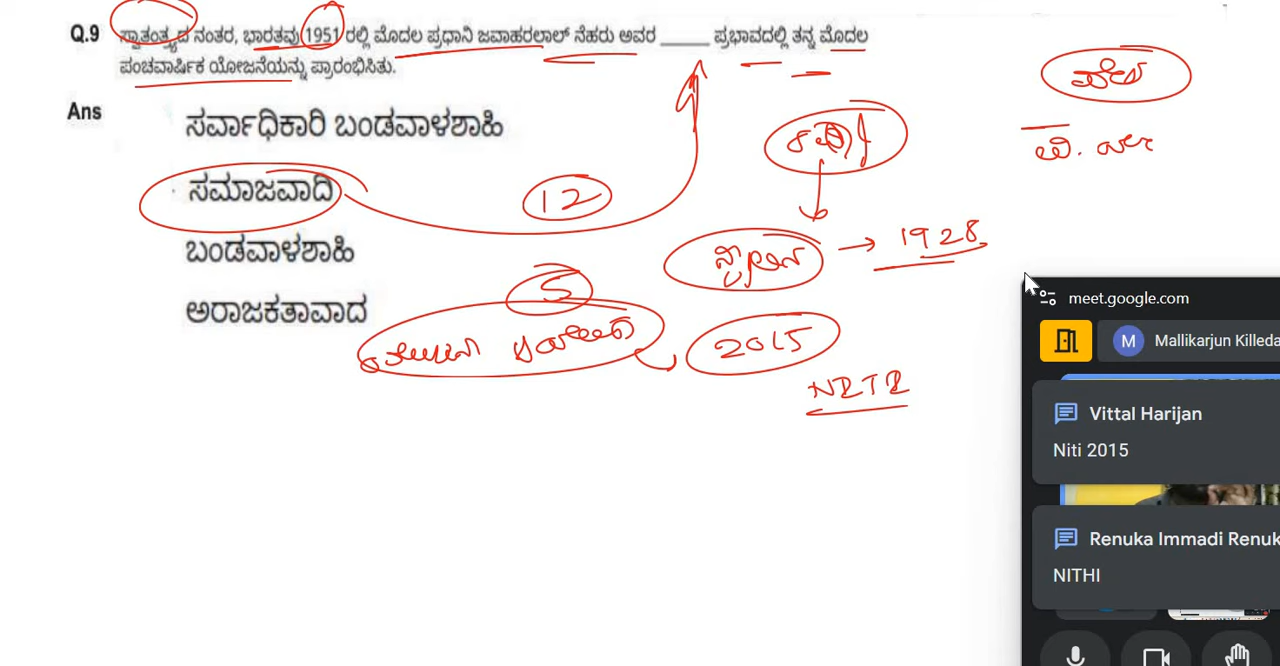 Q.9 ಸ್ವಾತಂತ್ರ್ಯದ ನಂತರ, ಭಾರತವು 1951 ರಲ್ಲಿ ಮೊದಲ ಪ್ರಧಾನಿ ಜವಾಹರಲಾಲ್ ನೆಹರು ಅವರ _____ ಪ್ರಭಾವದಲ್ಲಿ ತನ್ನ ಮೊದಲ
ಪಂಚವಾರ್ಷಿಕ ಯೋಜನೆಯನ್ನು ಪ್ರಾರಂಭಿಸಿತು.
Ans
ಸರ್ವಾಧಿಕಾರಿ ಬಂಡವಾಳಶಾಹಿ
ಸಮಾಜವಾದಿ
12
ಬಂಡವಾಳಶಾಹಿ
1928
5
ಅರಾಜಕತಾವಾದ
2015
meet.google.com
M Mallikarjun Killeda
Vittal Harijan
Niti 2015
Renuka Immadi Renuk
NITHI